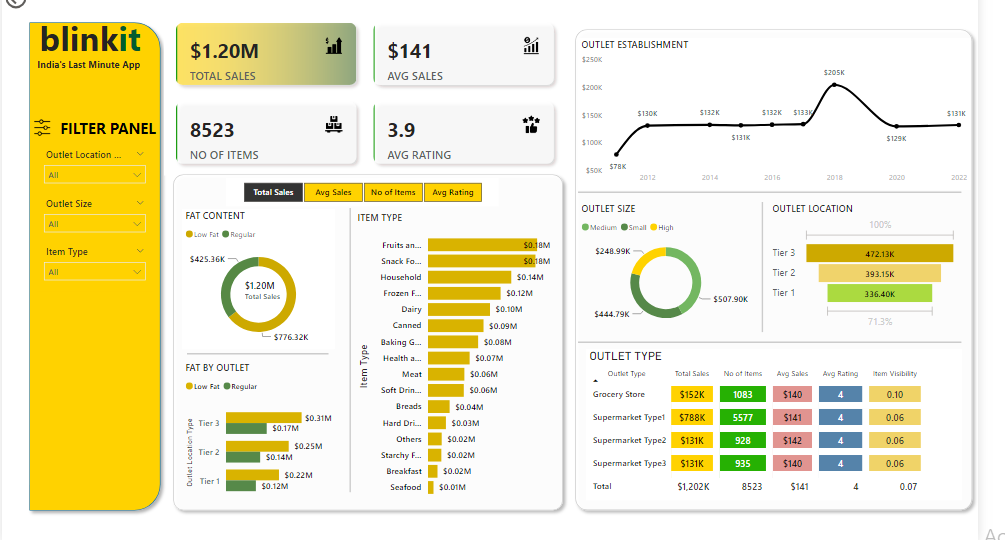 blinkit
India's Last Minute App
FILTER PANEL
Outlet Location ...
All
Outlet Size
All
Item Type
All
$1.20M
TOTAL SALES
$141
AVG SALES
8523
NO OF ITEMS
3.9
AVG RATING
Total Sales
Avg Sales
No of Items
Avg Rating
FAT CONTENT
Low Fat Regular
$425.36K
$1.20M
Total Sales
$776.32K
FAT BY OUTLET
Low Fat Regular
Outlet Location Type
Tier 3 $0.31M
$0.17M
Tier 2 $0.25M
$0.14M
Tier 1 $0.22M
$0.12M
ITEM TYPE
Item Type
Fruits an... $0.18M
Snack Fo... $0.18M
Household $0.14M
Frozen F... $0.12M
Dairy $0.10M
Canned $0.09M
Baking G... $0.08M
Health a... $0.07M
Meat $0.06M
Soft Drin... $0.06M
Breads $0.04M
Hard Dri... $0.03M
Others $0.02M
Starchy F... $0.02M
Breakfast $0.02M
Seafood $0.01M
OUTLET ESTABLISHMENT
$250K
$200K
$150K
$100K
$50K
$78K
$130K
$132K
$131K
$132K
$133K
$205K
$129K
$131K
2012 2014 2016 2018 2020 2022
OUTLET SIZE
Medium Small High
$248.99K
$507.90K
$444.79K
OUTLET LOCATION
100%
Tier 3 472.13K
Tier 2 393.15K
Tier 1 336.40K
71.3%
OUTLET TYPE
Outlet Type Total Sales No of Items Avg Sales Avg Rating Item Visibility
Grocery Store $152K 1083 $140 4 0.10
Supermarket Type1 $788K 5577 $141 4 0.06
Supermarket Type2 $131K 928 $142 4 0.06
Supermarket Type3 $131K 935 $140 4 0.06
Total $1,202K 8523 $141 4 0.07